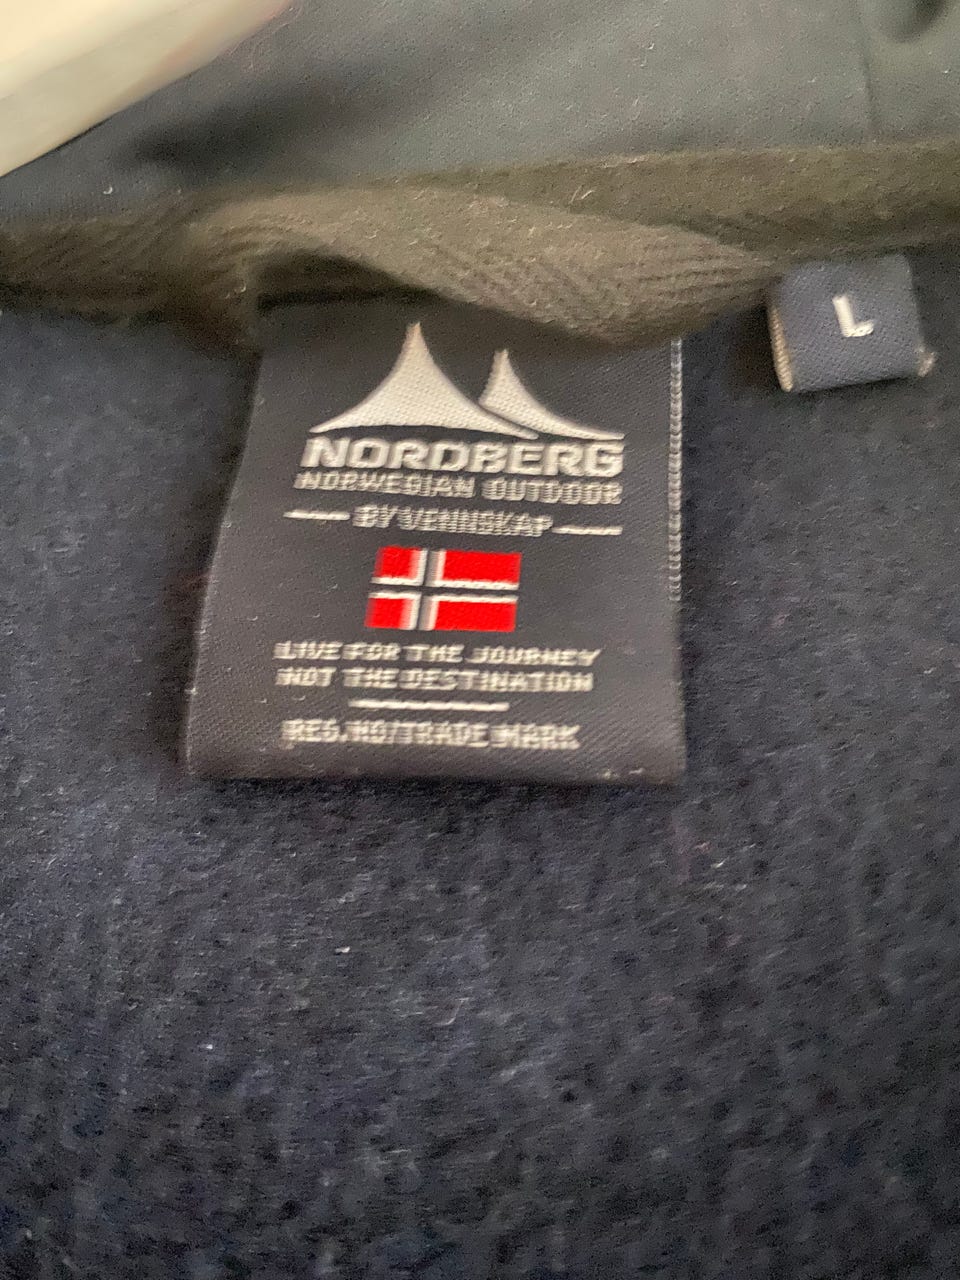 NORDBERG
NORWEGIAN OUTDOOR
BY VENNSKAP
LIVE FOR THE JOURNEY
NOT THE DESTINATION
REG.NO/TRADE MARK
L